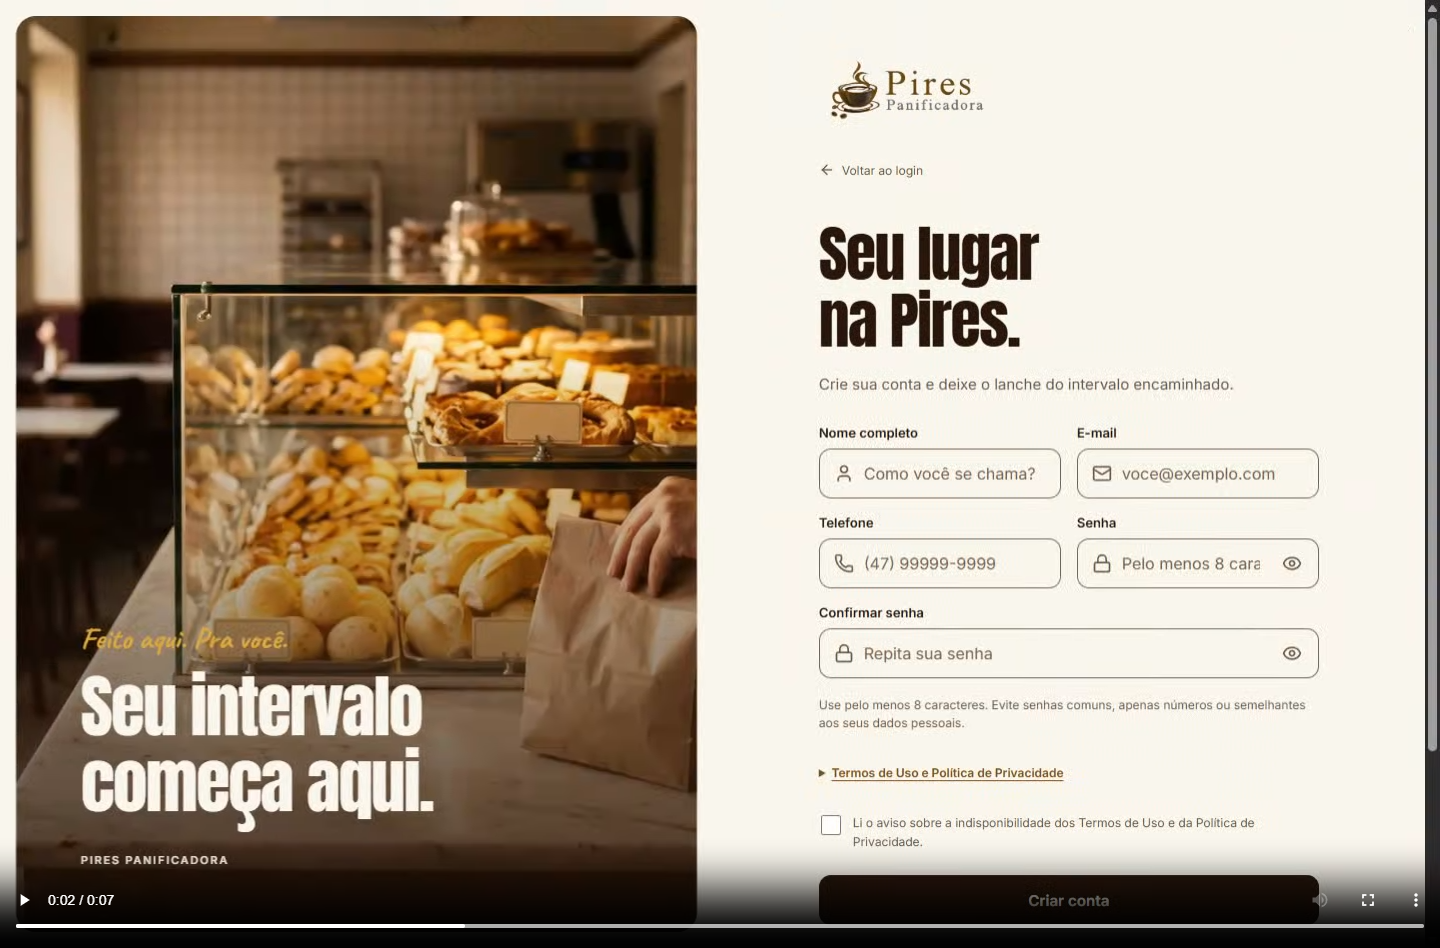 Feito aqui. Pra você.
Seu intervalo
começa aqui.
PIRES PANIFICADORA
0:02 / 0:07
Pires
Panificadora
Voltar ao login
Seu lugar
na Pires.
Crie sua conta e deixe o lanche do intervalo encaminhado.
Nome completo
Como você se chama?
E-mail
voce@exemplo.com
Telefone
(47) 99999-9999
Senha
Pelo menos 8 cara
Confirmar senha
Repita sua senha
Use pelo menos 8 caracteres. Evite senhas comuns, apenas números ou semelhantes
aos seus dados pessoais.
Termos de Uso e Política de Privacidade
Li o aviso sobre a indisponibilidade dos Termos de Uso e da Política de
Privacidade.
Criar conta